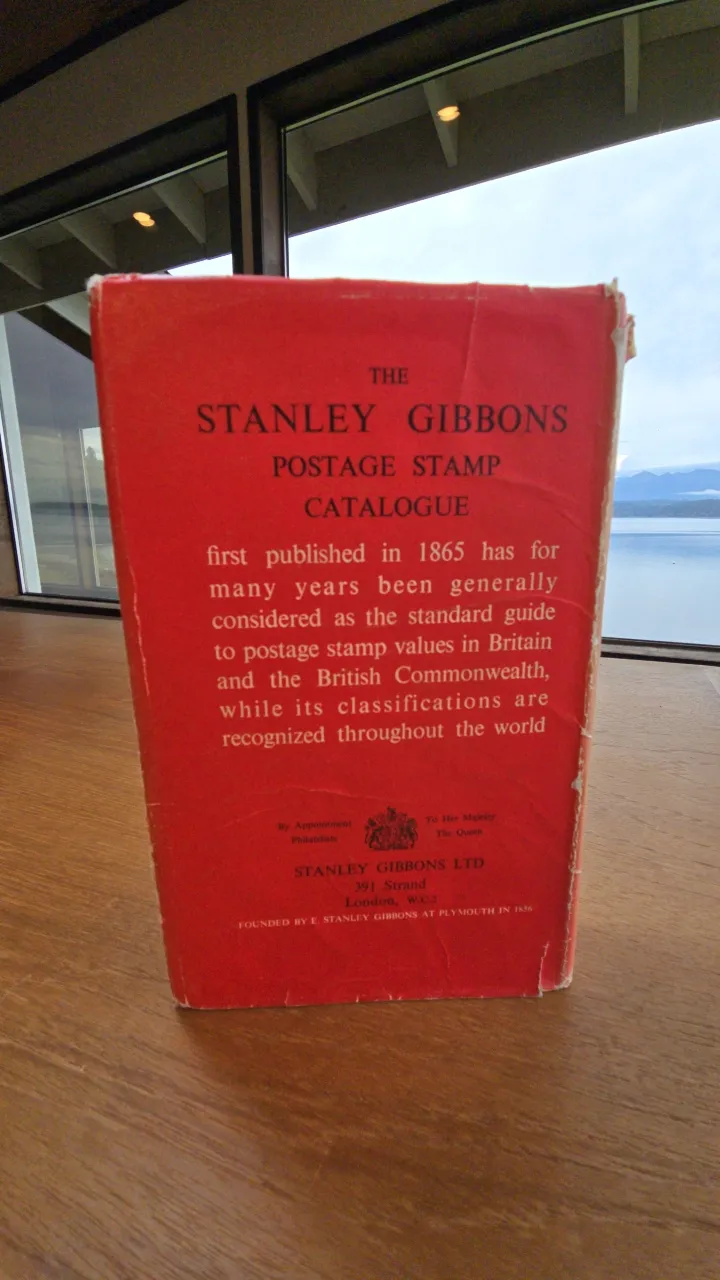 THE
STANLEY GIBBONS
POSTAGE STAMP
CATALOGUE
first published in 1865 has for
many years been generally
considered as the standard guide
to postage stamp values in Britain
and the British Commonwealth,
while its classifications are
recognized throughout the world
By Appointment To Her Majesty
Philatelists The Queen
STANLEY GIBBONS LTD
391 Strand
London, W.C.2
FOUNDED BY E. STANLEY GIBBONS AT PLYMOUTH IN 1856